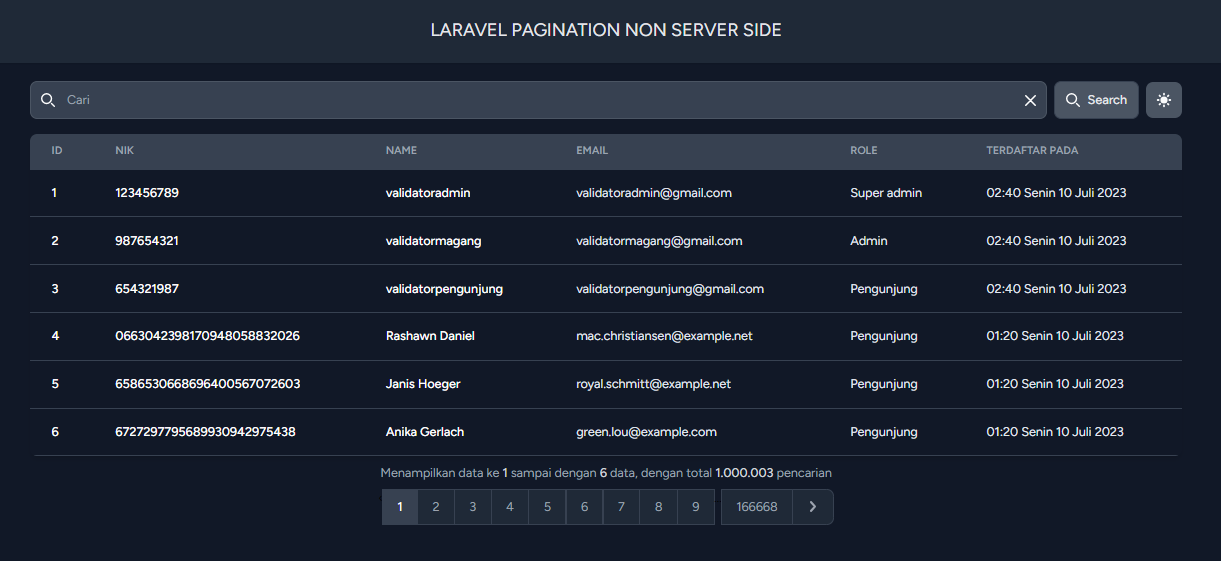 LARAVEL PAGINATION NON SERVER SIDE
Cari
Search
ID NIK NAME EMAIL ROLE TERDAFTAR PADA
1 123456789 validatoradmin validatoradmin@gmail.com Super admin 02:40 Senin 10 Juli 2023
2 987654321 validatormagang validatormagang@gmail.com Admin 02:40 Senin 10 Juli 2023
3 654321987 validatorpengunjung validatorpengunjung@gmail.com Pengunjung 02:40 Senin 10 Juli 2023
4 0663042398170948058832026 Rashawn Daniel mac.christiansen@example.net Pengunjung 01:20 Senin 10 Juli 2023
5 6586530668696400567072603 Janis Hoeger royal.schmitt@example.net Pengunjung 01:20 Senin 10 Juli 2023
6 6727297795689930942975438 Anika Gerlach green.lou@example.com Pengunjung 01:20 Senin 10 Juli 2023
Menampilkan data ke 1 sampai dengan 6 data, dengan total 1.000.003 pencarian
1 2 3 4 5 6 7 8 9 166668